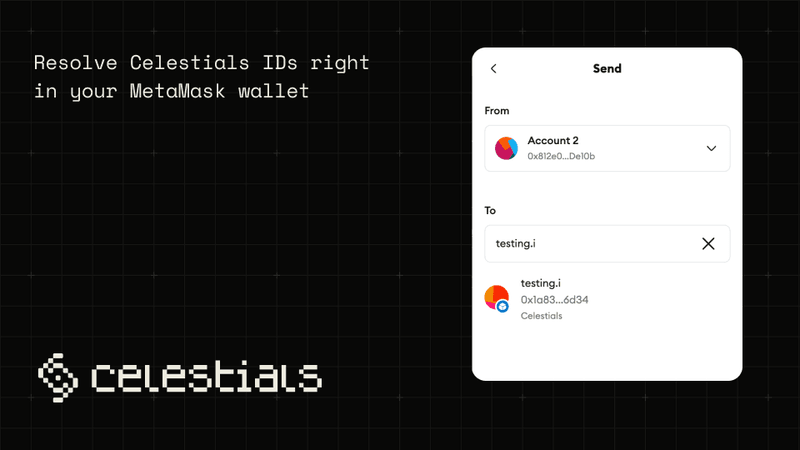 Resolve Celestials IDs right
in your MetaMask wallet
celestials
Send
From
Account 2
0x812e0...De10b
To
testing.i
testing.i
0x1a83...6d34
Celestials